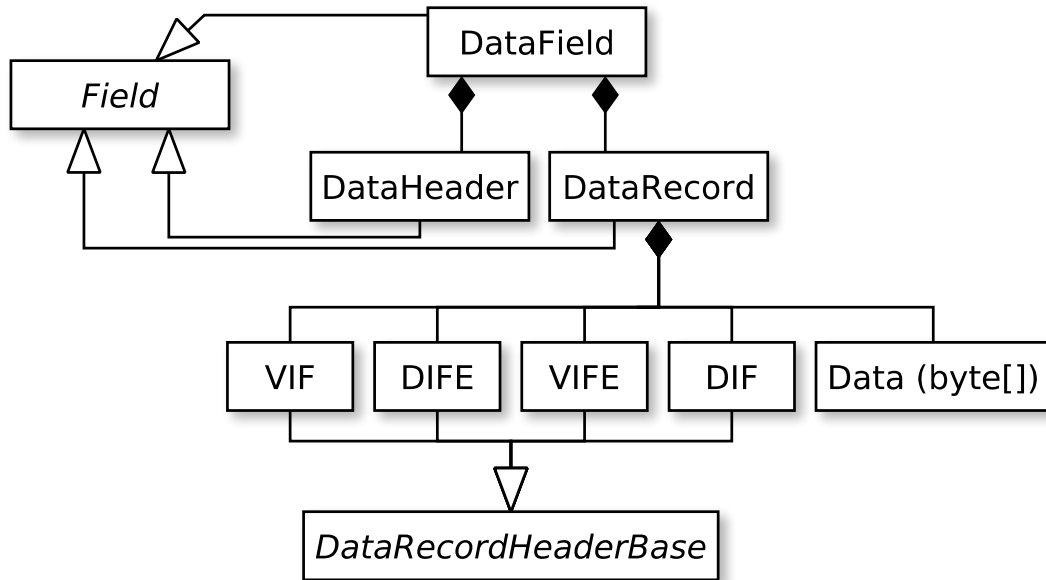 DataField
Field
DataHeader
DataRecord
VIF
DIFE
VIFE
DIF
Data (byte[])
DataRecordHeaderBase